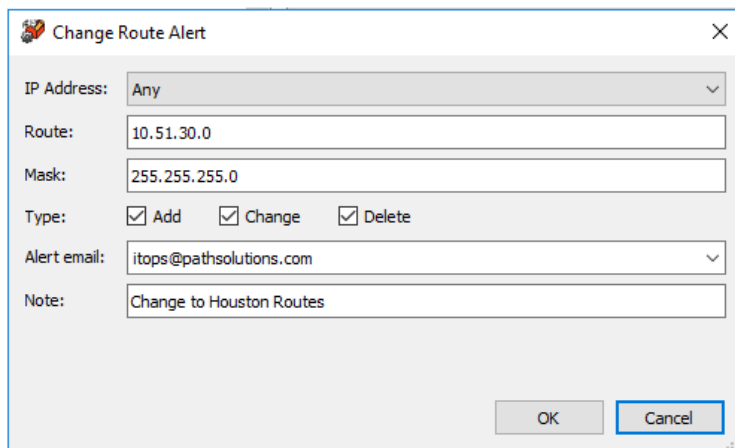 Change Route Alert
IP Address: Any
Route: 10.51.30.0
Mask: 255.255.255.0
Type: Add Change Delete
Alert email: itops@pathsolutions.com
Note: Change to Houston Routes
OK Cancel